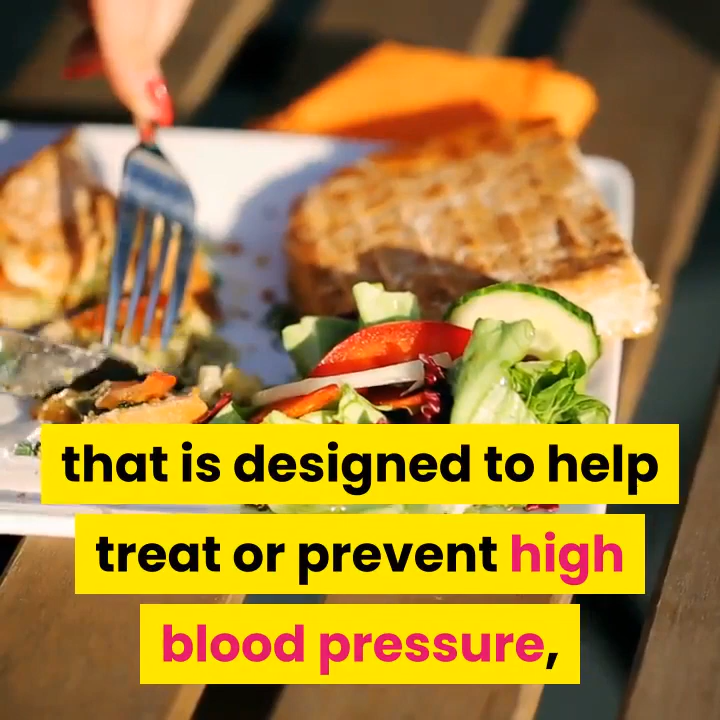 that is designed to help
treat or prevent high
blood pressure,